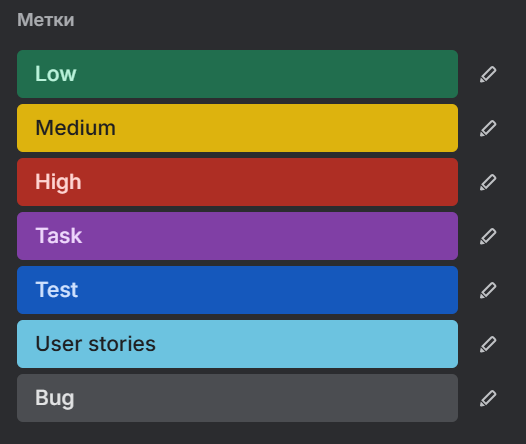 Метки
Low
Medium
High
Task
Test
User stories
Bug